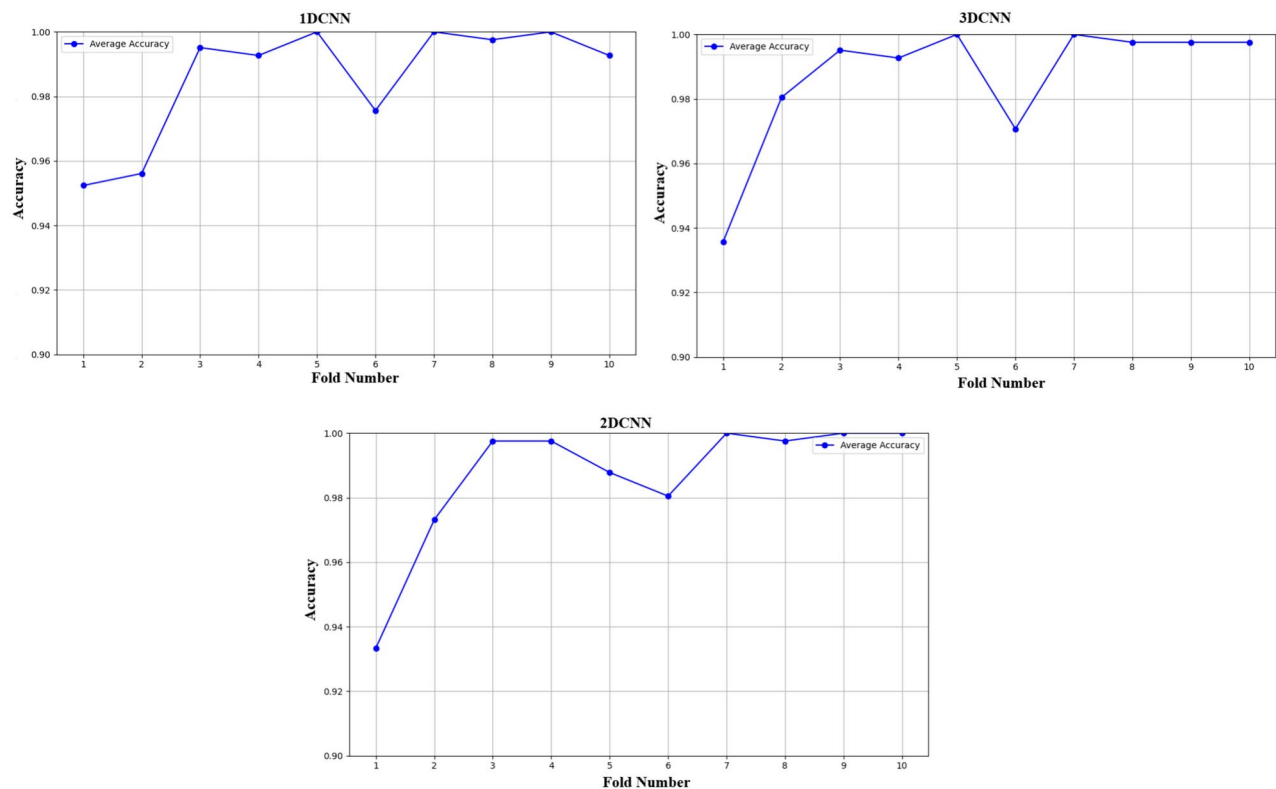 1DCNN
Average Accuracy
Accuracy
1.00
0.98
0.96
0.94
0.92
0.90
1 2 3 4 5 6 7 8 9 10
Fold Number
3DCNN
Average Accuracy
Accuracy
1.00
0.98
0.96
0.94
0.92
0.90
1 2 3 4 5 6 7 8 9 10
Fold Number
2DCNN
Average Accuracy
Accuracy
1.00
0.98
0.96
0.94
0.92
0.90
1 2 3 4 5 6 7 8 9 10
Fold Number